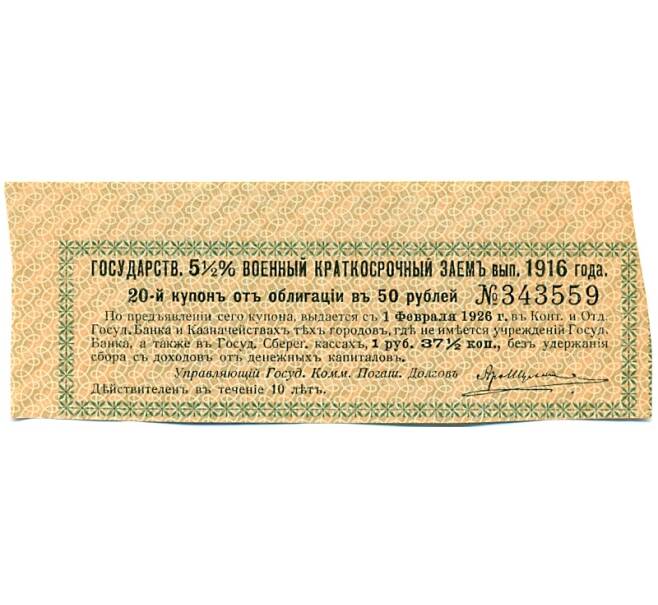 ГОСУДАРСТВ. 5½% ВОЕННЫЙ КРАТКОСРОЧНЫЙ ЗАЕМЪ вып. 1916 года.
20-й купонъ отъ облигаціи въ 50 рублей №343559
По предъявленіи сего купона, выдается съ 1 Февраля 1926 г., въ Конт. и Отд.
Госуд. Банка и Казначействахъ тѣхъ городовъ, гдѣ не имѣется учрежденій Госуд.
Банка, а также въ Госуд. Сберег. кассахъ, 1 руб. 37½ коп., безъ удержанія
сбора съ доходовъ отъ денежныхъ капиталовъ.
Управляющій Госуд. Комм. Погаш. Долговъ
Дѣйствителенъ въ теченіе 10 лѣтъ.